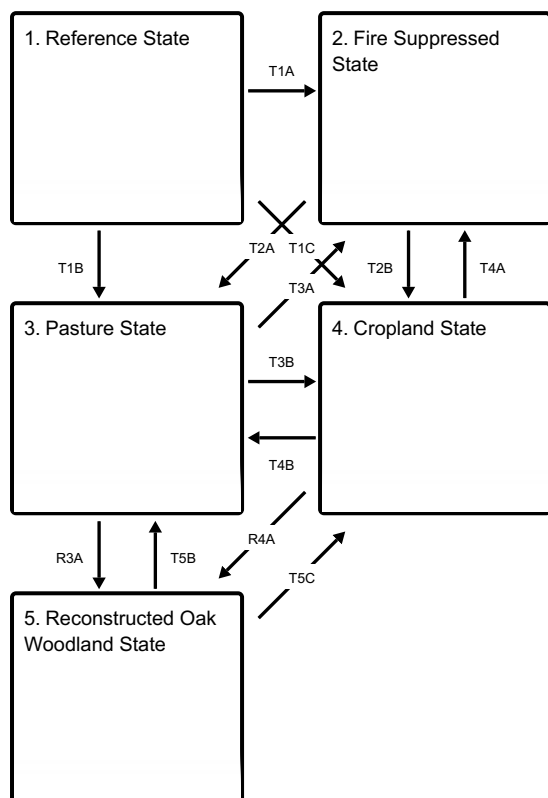 1. Reference State
2. Fire Suppressed
State
T1A
T2A
T1C
T1B
T2B
T4A
T3A
3. Pasture State
4. Cropland State
T3B
T4B
R3A
T5B
R4A
T5C
5. Reconstructed Oak
Woodland State